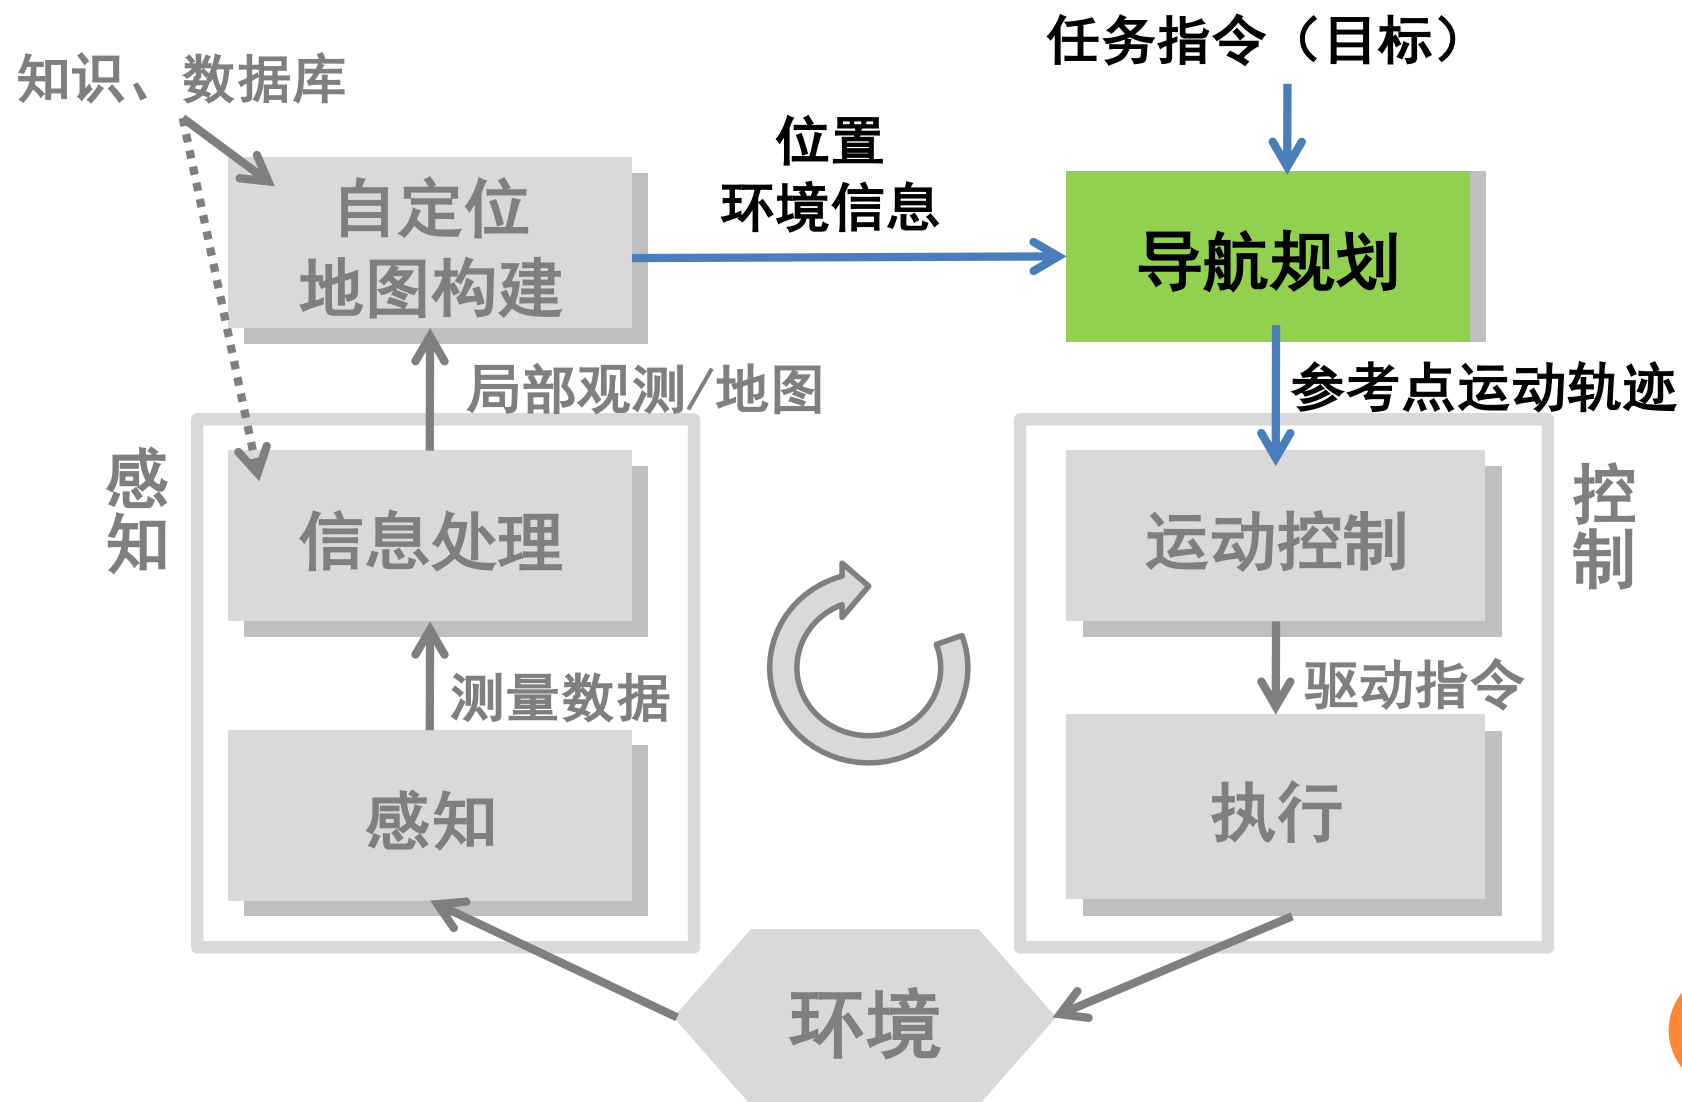 任务指令（目标）
知识、数据库
位置
环境信息
自定位
地图构建
导航规划
局部观测/地图
参考点运动轨迹
感
知
信息处理
运动控制
控
制
测量数据
驱动指令
感知
执行
环境